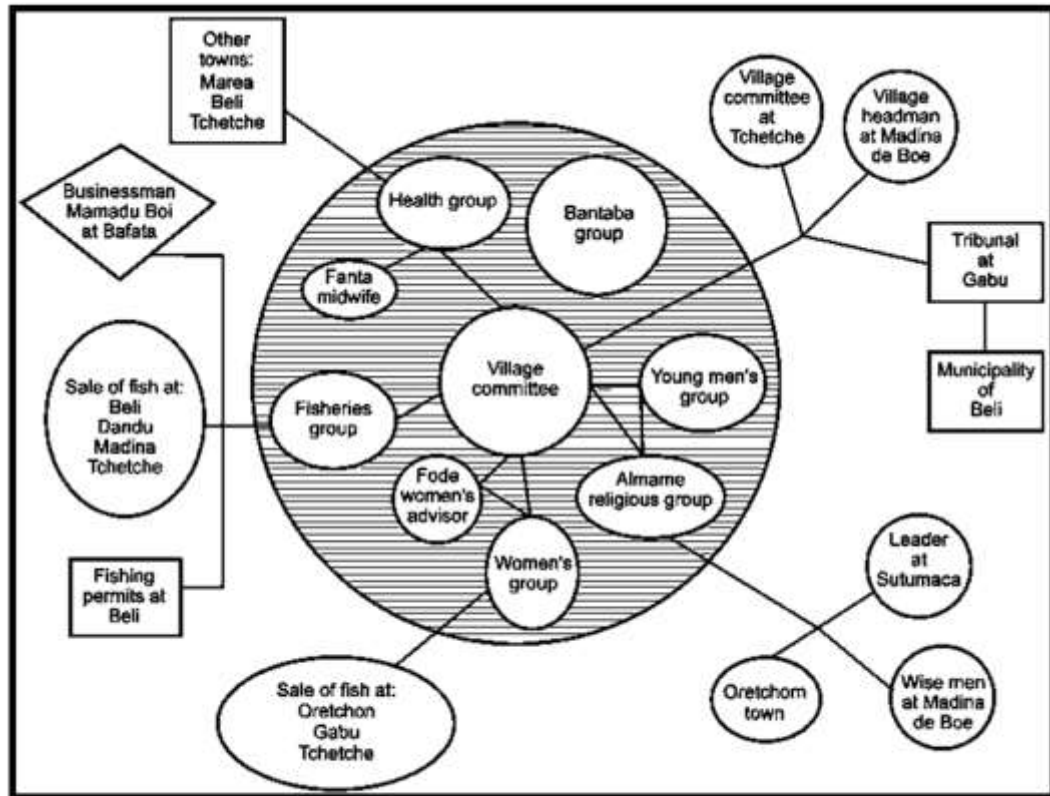 Other
towns:
Marea
Beli
Tchetche
Village
committee
at
Tchetche
Village
headman
at Madina
de Boe
Businessman
Mamadu Boi
at Bafata
Health group
Bantaba
group
Tribunal
at
Gabu
Fanta
midwife
Village
committee
Young men's
group
Municipality
of
Beli
Sale of fish at:
Beli
Dandu
Madina
Tchetche
Fisheries
group
Fode
women's
advisor
Almame
religious group
Women's
group
Leader
at
Sutumaca
Fishing
permits at
Beli
Sale of fish at:
Oretchon
Gabu
Tchetche
Oretchom
town
Wise men
at Madina
de Boe